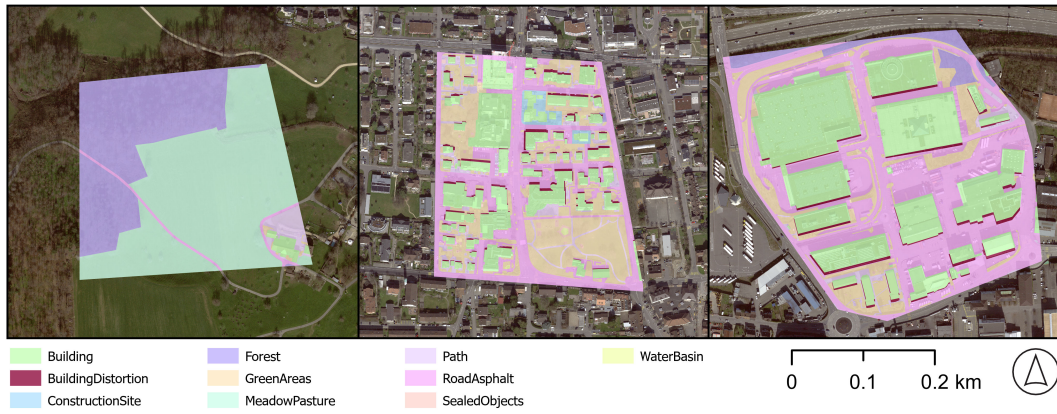 Building
BuildingDistortion
ConstructionSite
Forest
GreenAreas
MeadowPasture
Path
RoadAsphalt
SealedObjects
WaterBasin
0 0.1 0.2 km